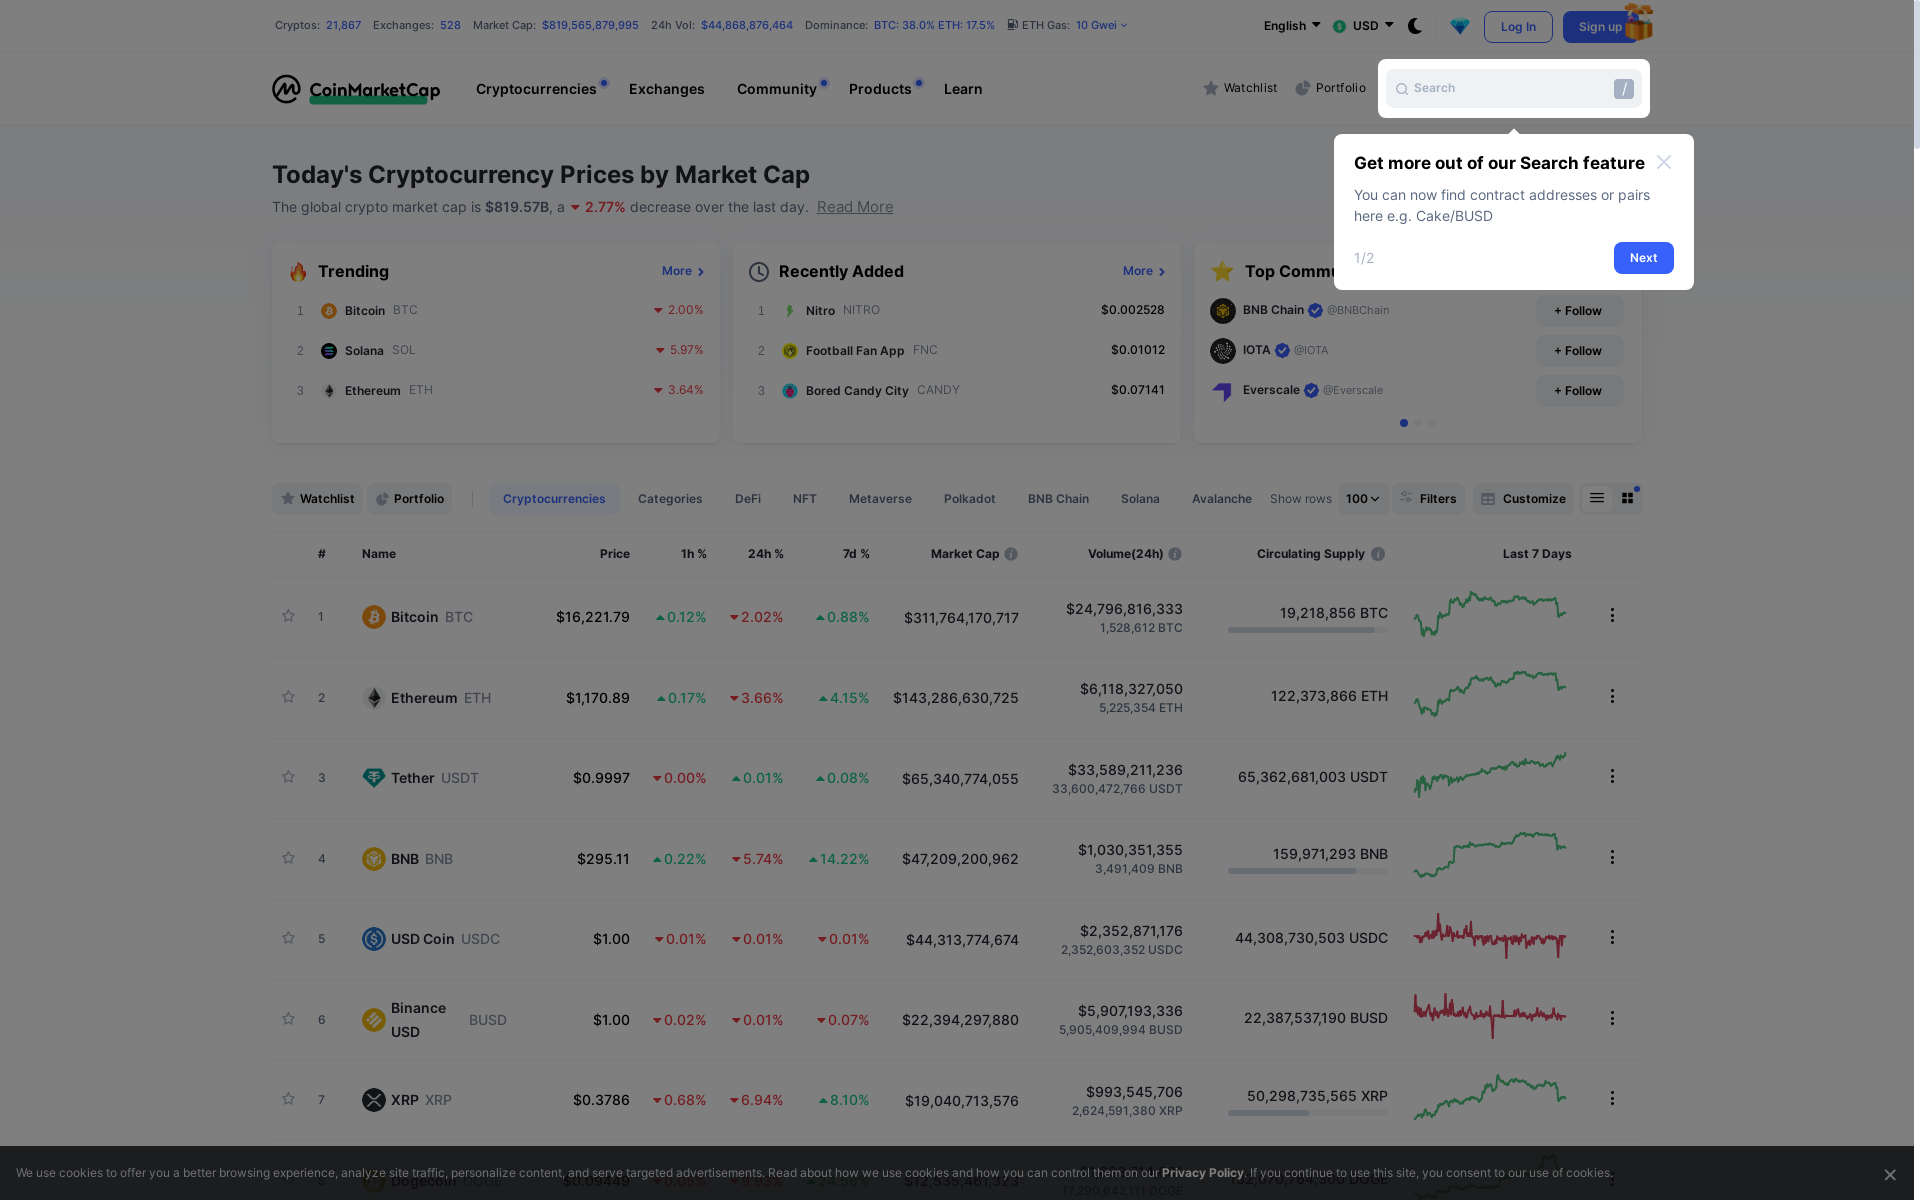 Cryptos: 21,867 Exchanges: 528 Market Cap: $819,565,879,995 24h Vol: $44,868,876,464 Dominance: BTC: 38.0% ETH: 17.5% ETH Gas: 10 Gwei
English USD Log In Sign up
CoinMarketCap Cryptocurrencies Exchanges Community Products Learn Watchlist Portfolio Search /
Get more out of our Search feature
You can now find contract addresses or pairs
here e.g. Cake/BUSD
1/2 Next
Today's Cryptocurrency Prices by Market Cap
The global crypto market cap is $819.57B, a 2.77% decrease over the last day. Read More
Trending More
1 Bitcoin BTC 2.00%
2 Solana SOL 5.97%
3 Ethereum ETH 3.64%
Recently Added More
1 Nitro NITRO $0.002528
2 Football Fan App FNC $0.01012
3 Bored Candy City CANDY $0.07141
Top Commu
BNB Chain @BNBChain + Follow
IOTA @IOTA + Follow
Everscale @Everscale + Follow
Watchlist Portfolio Cryptocurrencies Categories DeFi NFT Metaverse Polkadot BNB Chain Solana Avalanche Show rows 100 Filters Customize
# Name Price 1h % 24h % 7d % Market Cap Volume(24h) Circulating Supply Last 7 Days
1 Bitcoin BTC $16,221.79 0.12% 2.02% 0.88% $311,764,170,717 $24,796,816,333 19,218,856 BTC
1,528,612 BTC
2 Ethereum ETH $1,170.89 0.17% 3.66% 4.15% $143,286,630,725 $6,118,327,050 122,373,866 ETH
5,225,354 ETH
3 Tether USDT $0.9997 0.00% 0.01% 0.08% $65,340,774,055 $33,589,211,236 65,362,681,003 USDT
33,600,472,766 USDT
4 BNB BNB $295.11 0.22% 5.74% 14.22% $47,209,200,962 $1,030,351,355 159,971,293 BNB
3,491,409 BNB
5 USD Coin USDC $1.00 0.01% 0.01% 0.01% $44,313,774,674 $2,352,871,176 44,308,730,503 USDC
2,352,603,352 USDC
6 Binance USD BUSD $1.00 0.02% 0.01% 0.07% $22,394,297,880 $5,907,193,336 22,387,537,190 BUSD
5,905,409,994 BUSD
7 XRP XRP $0.3786 0.68% 6.94% 8.10% $19,040,713,576 $993,545,706 50,298,735,565 XRP
2,624,591,380 XRP
We use cookies to offer you a better browsing experience, analyze site traffic, personalize content, and serve targeted advertisements. Read about how we use cookies and how you can control them on our Privacy Policy. If you continue to use this site, you consent to our use of cookies.
Dogecoin DOGE